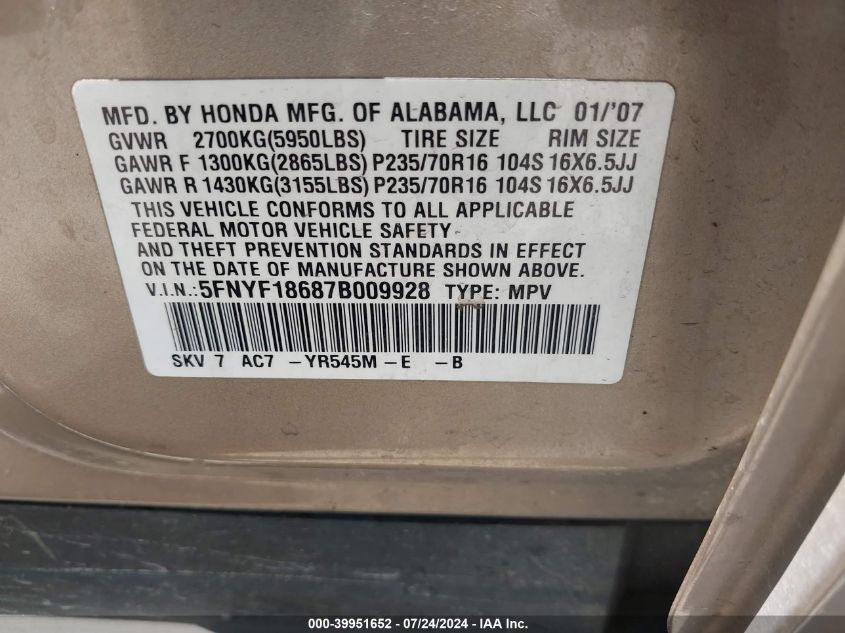 MFD. BY HONDA MFG. OF ALABAMA, LLC 01/'07
GVWR 2700KG(5950LBS) TIRE SIZE RIM SIZE
GAWR F 1300KG(2865LBS) P235/70R16 104S 16X6.5JJ
GAWR R 1430KG(3155LBS) P235/70R16 104S 16X6.5JJ
THIS VEHICLE CONFORMS TO ALL APPLICABLE
FEDERAL MOTOR VEHICLE SAFETY
AND THEFT PREVENTION STANDARDS IN EFFECT
ON THE DATE OF MANUFACTURE SHOWN ABOVE.
V.I.N.: 5FNYF18687B009928 TYPE: MPV
SKV 7 AC7 -YR545M -E -B
000-39951652 / 07/24/2024 - IAA Inc.